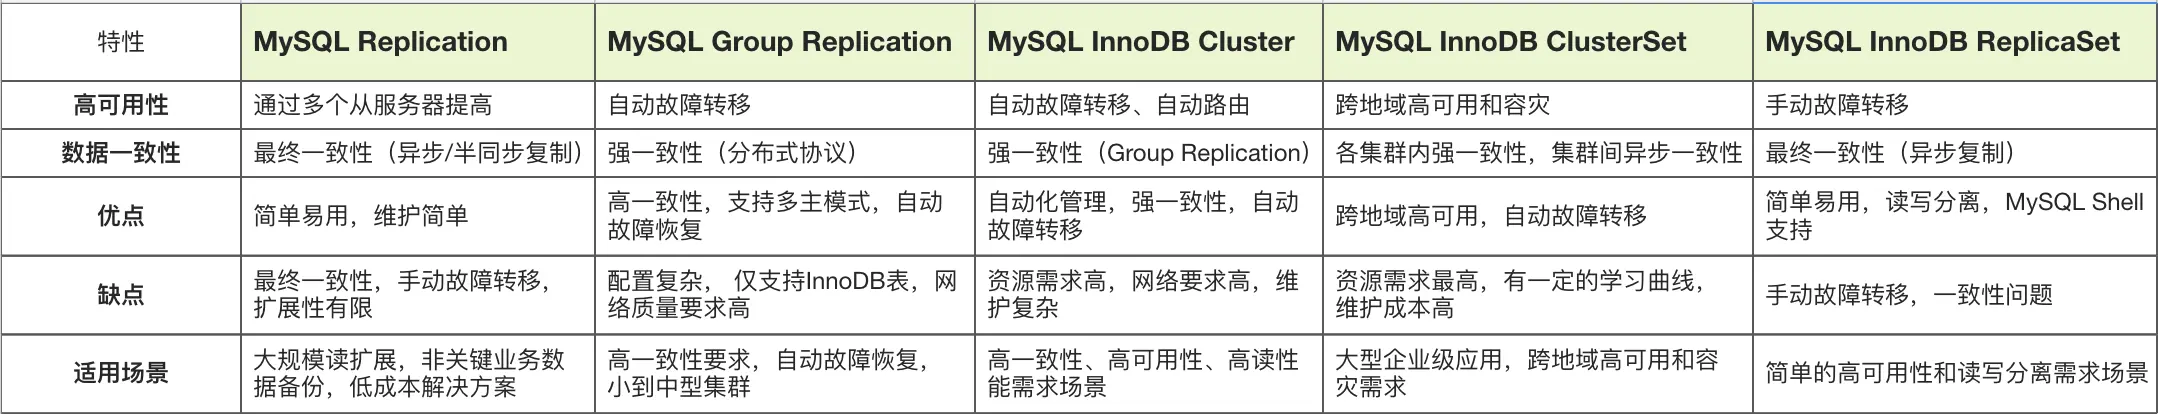 特性
MySQL Replication
MySQL Group Replication
MySQL InnoDB Cluster
MySQL InnoDB ClusterSet
MySQL InnoDB ReplicaSet
高可用性
通过多个从服务器提高
自动故障转移
自动故障转移、自动路由
跨地域高可用和容灾
手动故障转移
数据一致性
最终一致性（异步/半同步复制）
强一致性（分布式协议）
强一致性（Group Replication）
各集群内强一致性，集群间异步一致性
最终一致性（异步复制）
优点
简单易用，维护简单
高一致性，支持多主模式，自动
故障恢复
自动化管理，强一致性，自动
故障转移
跨地域高可用，自动故障转移
简单易用，读写分离，MySQL Shell
支持
缺点
最终一致性，手动故障转移，
扩展性有限
配置复杂， 仅支持InnoDB表，网
络质量要求高
资源需求高，网络要求高，维
护复杂
资源需求最高，有一定的学习曲线，
维护成本高
手动故障转移，一致性问题
适用场景
大规模读扩展，非关键业务数
据备份，低成本解决方案
高一致性要求，自动故障恢复，
小到中型集群
高一致性、高可用性、高读性
能需求场景
大型企业级应用，跨地域高可用和容
灾需求
简单的高可用性和读写分离需求场景